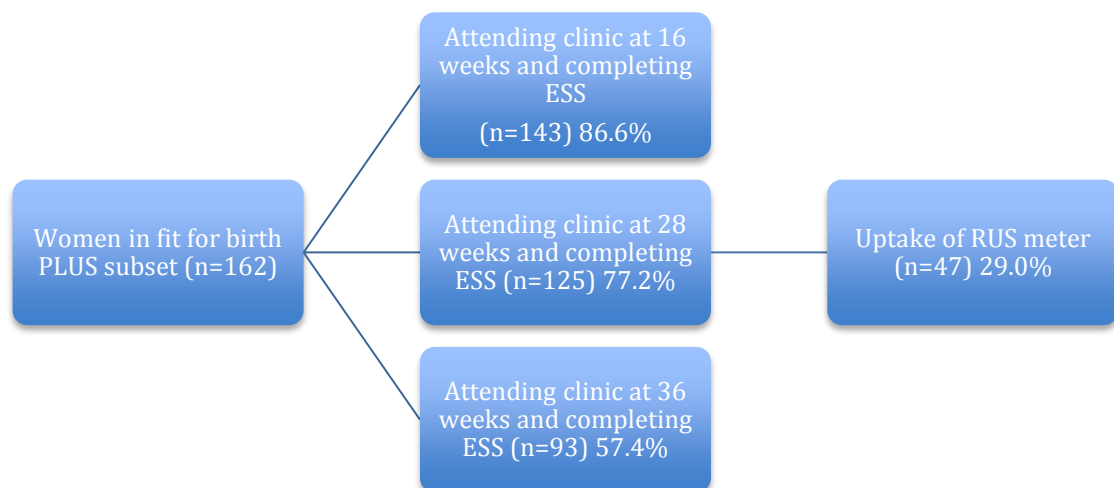 Attending clinic at 16
weeks and completing
ESS
(n=143) 86.6%
Women in fit for birth
PLUS subset (n=162)
Attending clinic at 28
weeks and completing
ESS (n=125) 77.2%
Uptake of RUS meter
(n=47) 29.0%
Attending clinic at 36
weeks and completing
ESS (n=93) 57.4%